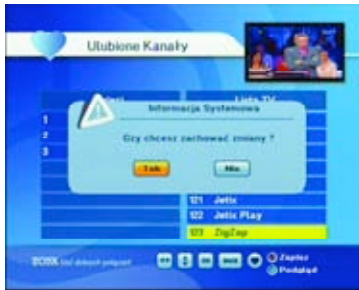 Ulubione Kanały
Lista TV
1
2
3
Informacja Systemowa
Czy chcesz zachować zmiany ?
Tak
Nie
121 Jetix
122 Jetix Play
123 ZigZap
Zapisz
Podgląd